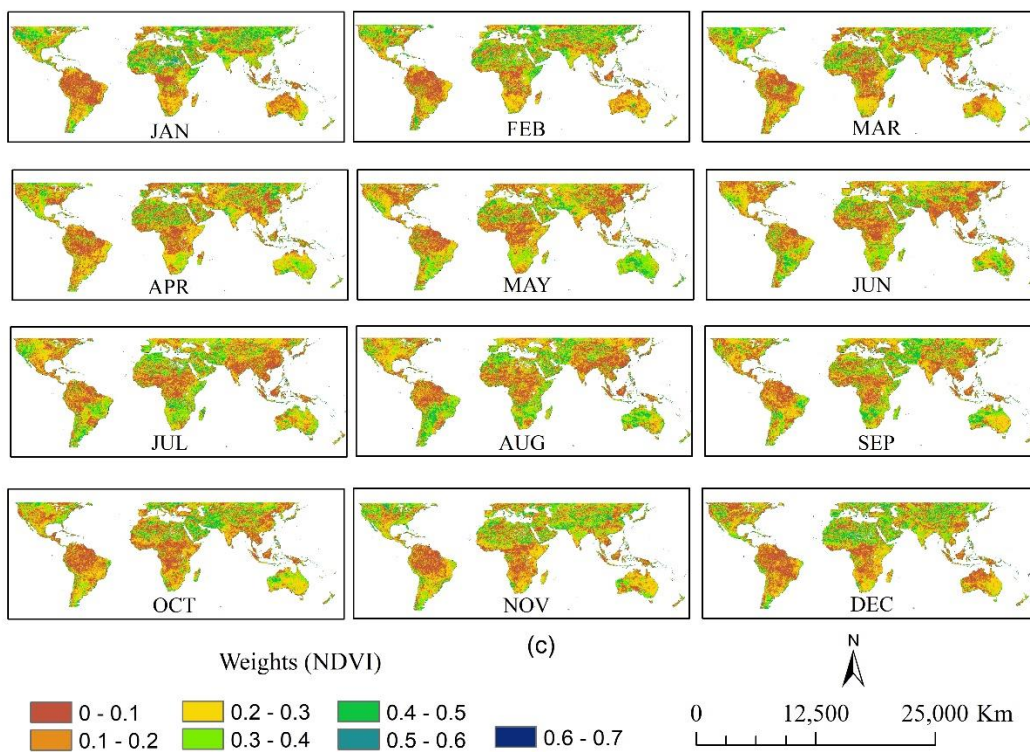 JAN FEB MAR
APR MAY JUN
JUL AUG SEP
OCT NOV DEC
(c)
Weights (NDVI)
N
0 - 0.1 0.2 - 0.3 0.4 - 0.5
0.1 - 0.2 0.3 - 0.4 0.5 - 0.6 0.6 - 0.7
0 12,500 25,000 Km